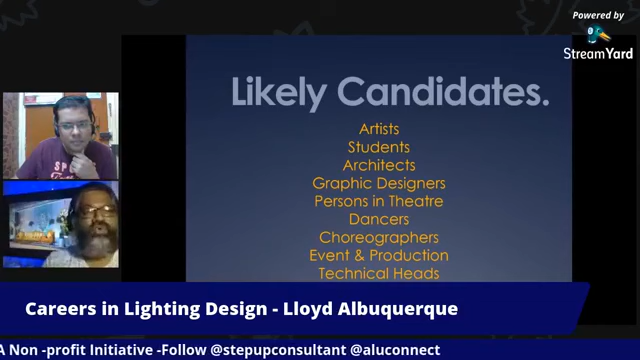 Powered by
StreamYard
Likely Candidates.
Artists
Students
Architects
Graphic Designers
Persons in Theatre
Dancers
Choreographers
Event & Production
Technical Heads
Careers in Lighting Design - Lloyd Albuquerque
A Non -profit Initiative -Follow @stepupconsultant @aluconnect